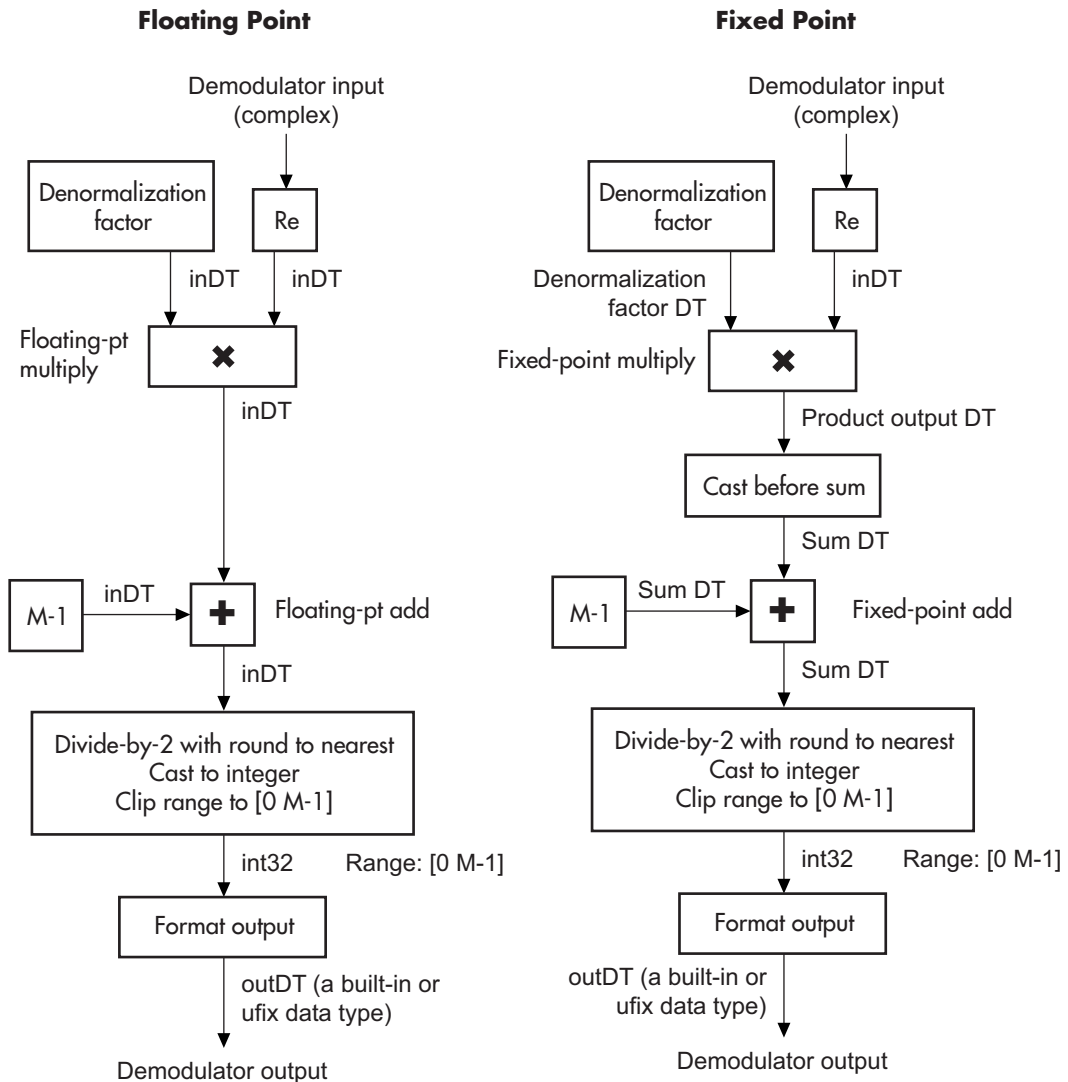 Floating Point
Demodulator input
(complex)
Denormalization
factor
Re
inDT
inDT
Floating-pt
multiply
×
inDT
M-1
inDT
+
Floating-pt add
inDT
Divide-by-2 with round to nearest
Cast to integer
Clip range to [0 M-1]
int32
Range: [0 M-1]
Format output
outDT (a built-in or
ufix data type)
Demodulator output
Fixed Point
Demodulator input
(complex)
Denormalization
factor
Re
Denormalization
factor DT
inDT
Fixed-point multiply
×
Product output DT
Cast before sum
Sum DT
M-1
Sum DT
+
Fixed-point add
Sum DT
Divide-by-2 with round to nearest
Cast to integer
Clip range to [0 M-1]
int32
Range: [0 M-1]
Format output
outDT (a built-in or
ufix data type)
Demodulator output